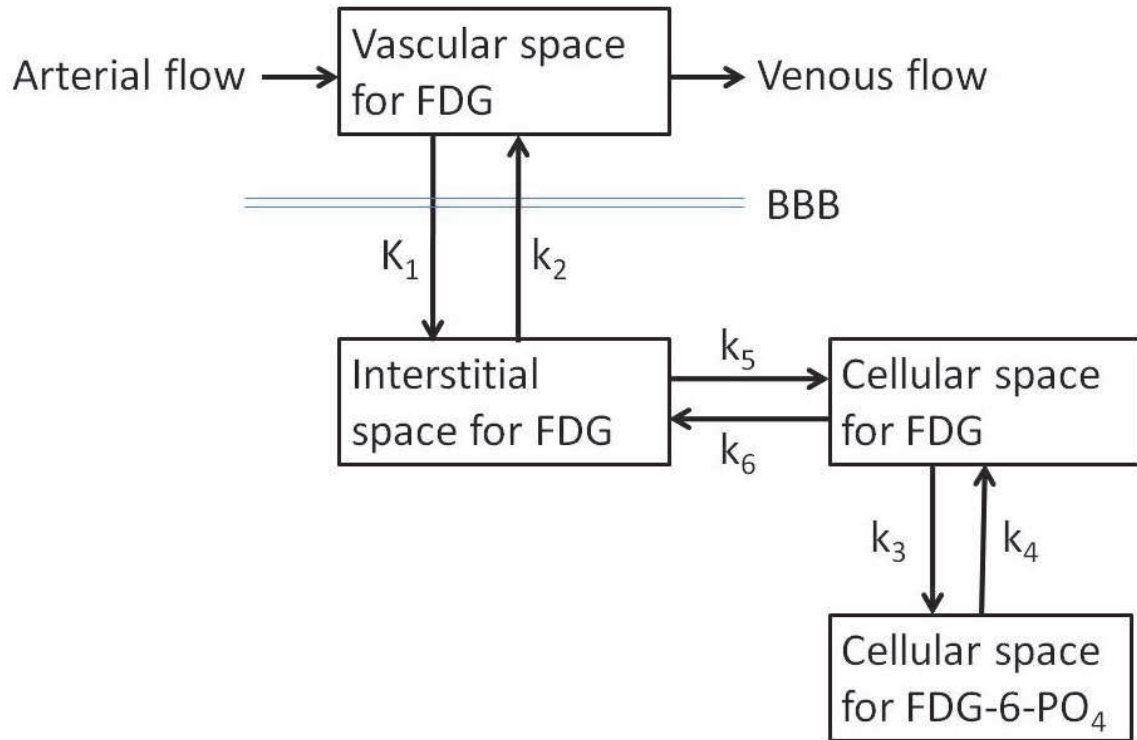 Vascular space
for FDG
Arterial flow
Venous flow
BBB
K₁
k₂
Interstitial
space for FDG
k₅
k₆
Cellular space
for FDG
k₃
k₄
Cellular space
for FDG-6-PO₄